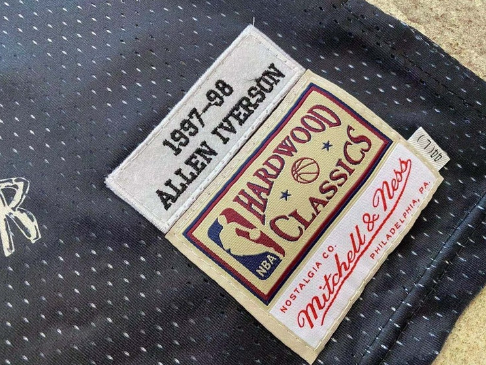 1997-98
ALLEN IVERSON
HARDWOOD
CLASSICS
NBA
NOSTALGIA CO.
Mitchell & Ness
PHILADELPHIA, PA.
R